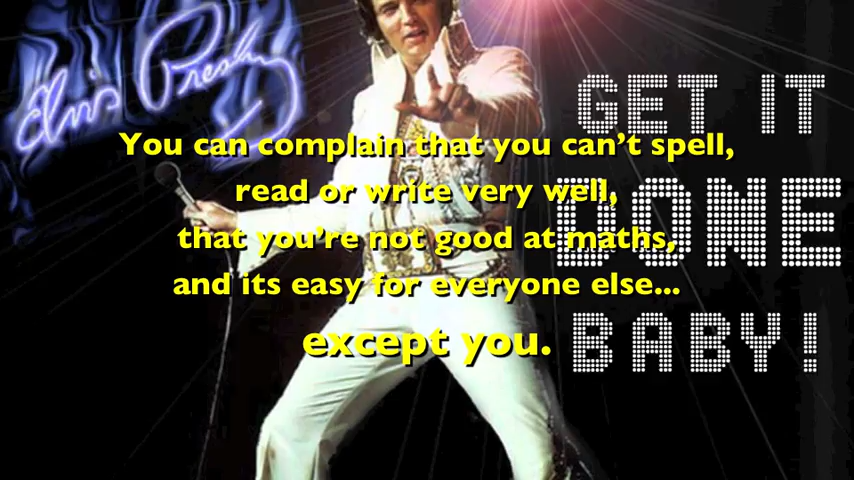 Elvis Presley
GET IT
DONE
BABY!
You can complain that you can't spell,
read or write very well,
that you're not good at maths,
and its easy for everyone else...
except you.